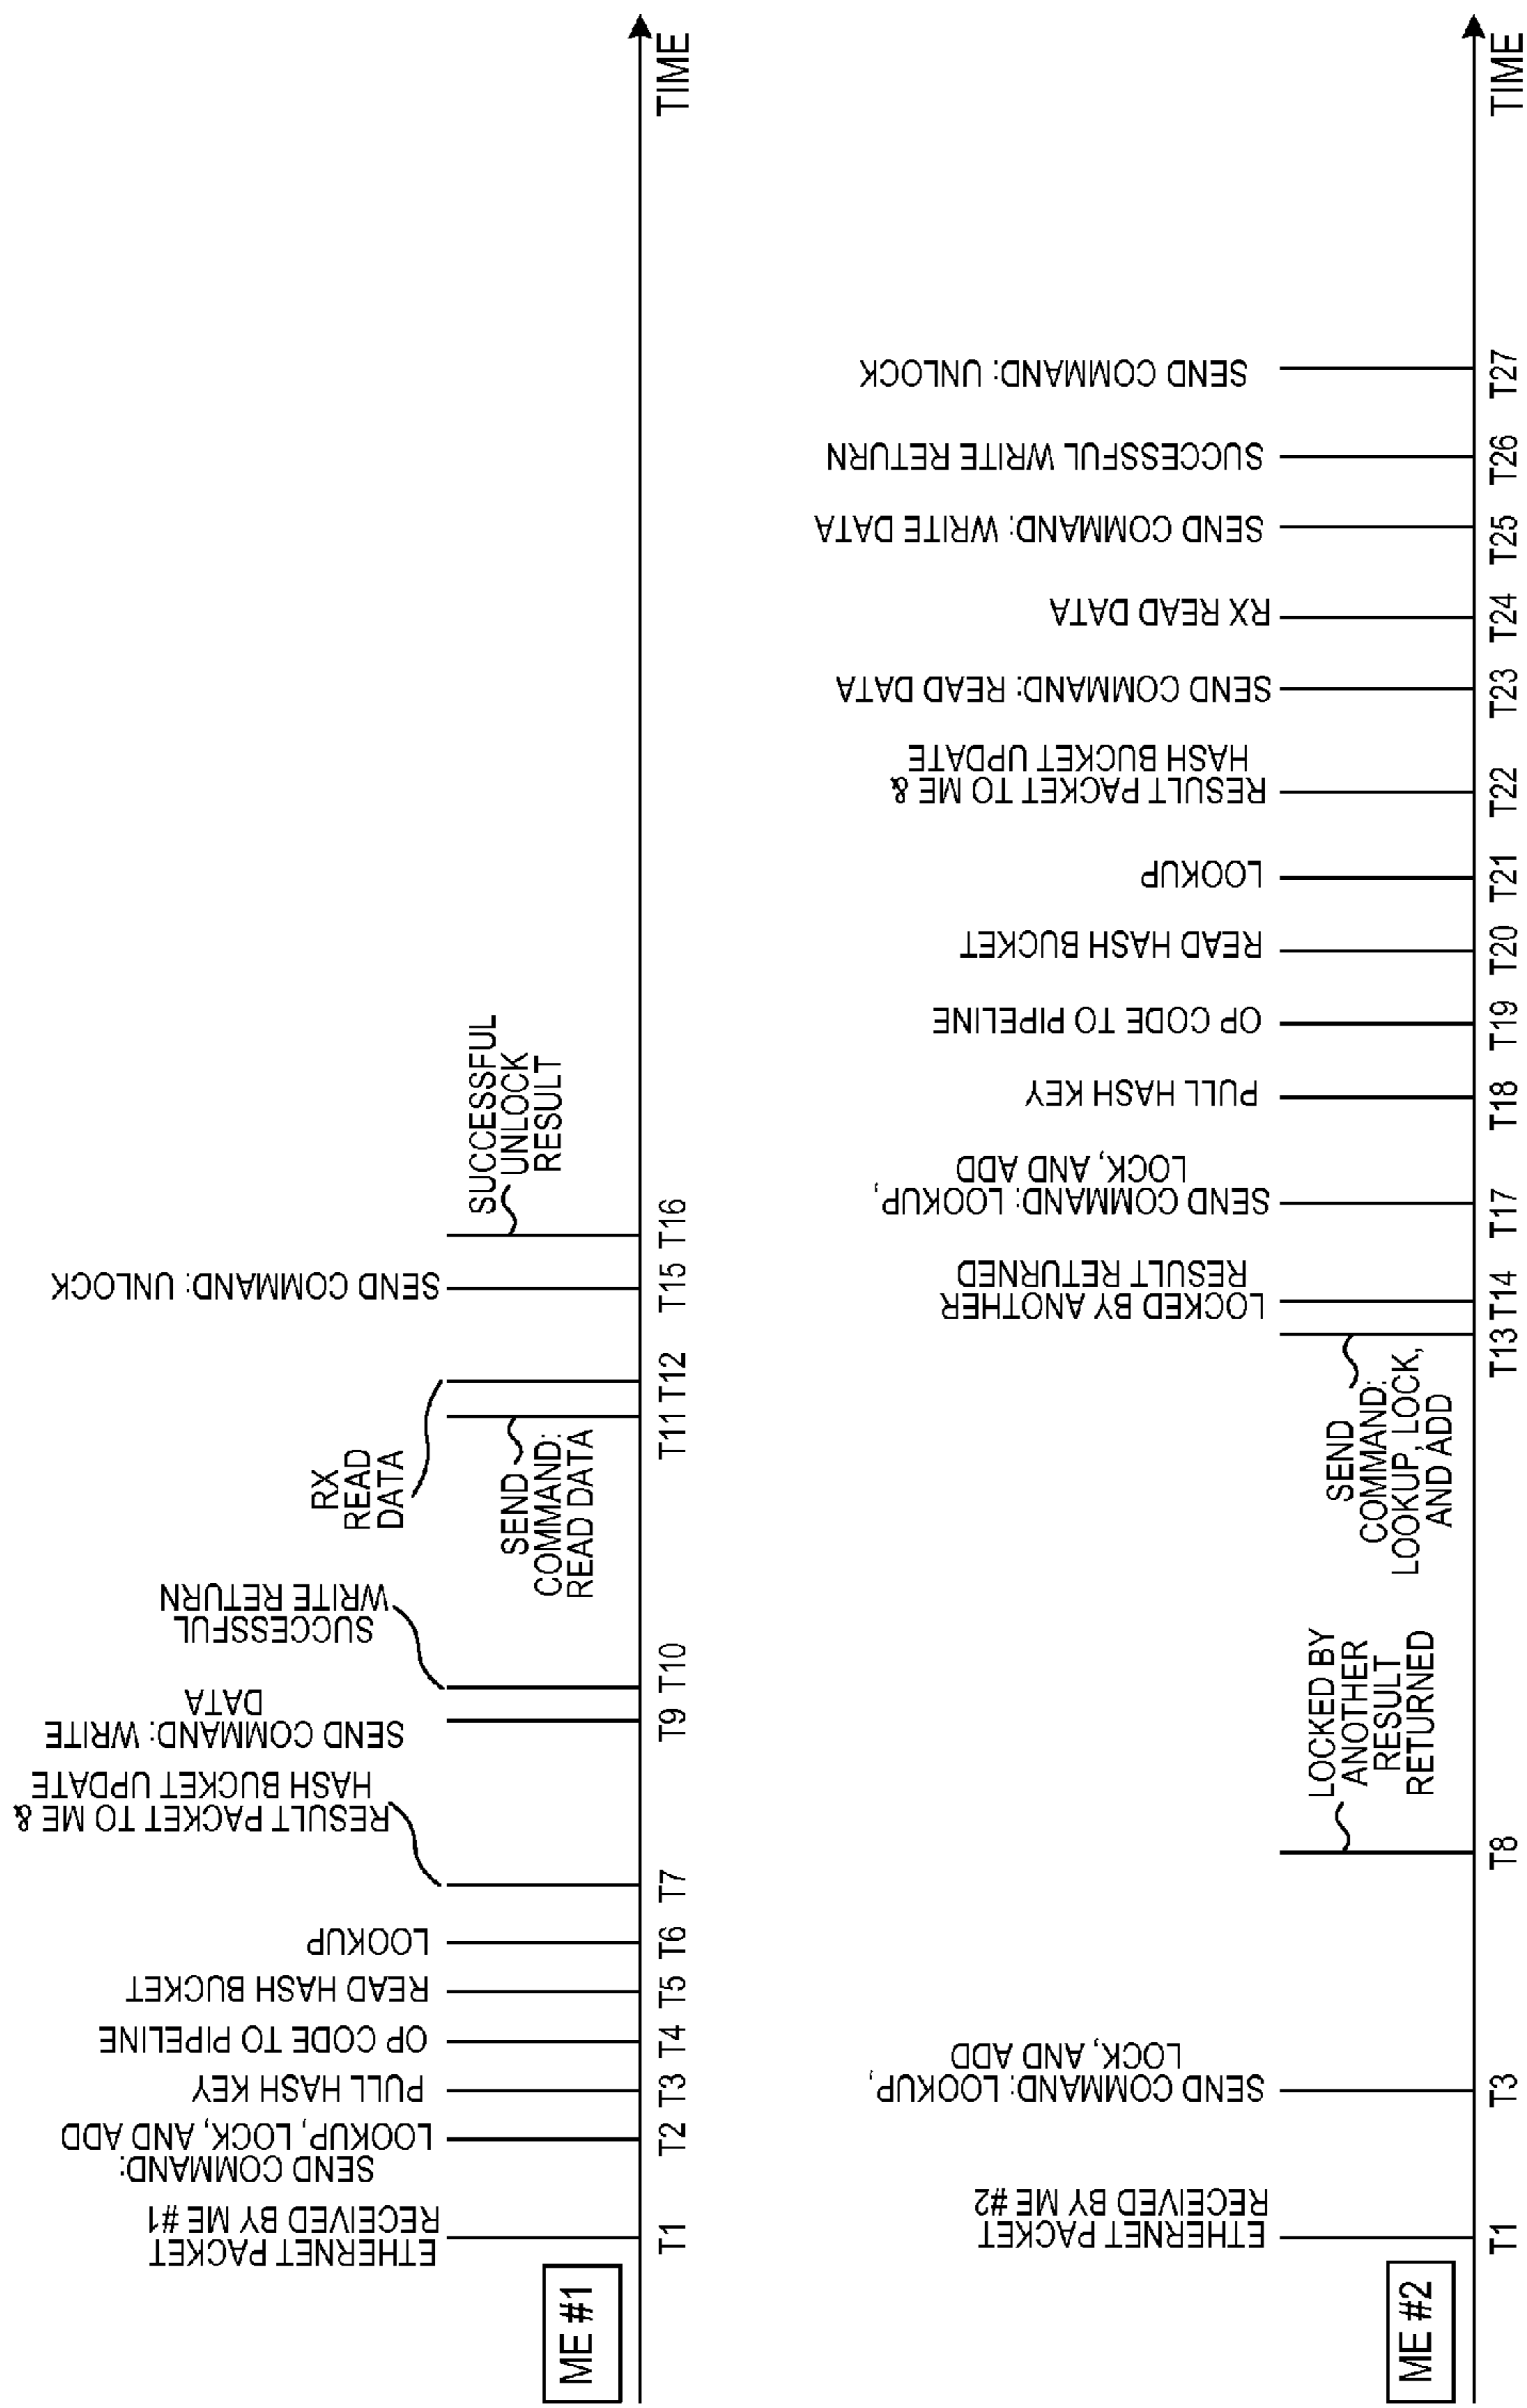 ME #1
ETHERNET PACKET
RECEIVED BY ME #1
SEND COMMAND:
LOOKUP, LOCK, AND ADD
PULL HASH KEY
OP CODE TO PIPELINE
READ HASH BUCKET
LOOKUP
RESULT PACKET TO ME &
HASH BUCKET UPDATE
SEND COMMAND: WRITE
DATA
SUCCESSFUL
WRITE RETURN
SEND
COMMAND:
READ DATA
RX
READ
DATA
SEND COMMAND: UNLOCK
SUCCESSFUL
UNLOCK
RESULT
T1
T2
T3
T4
T5
T6
T7
T9
T10
T11
T12
T15
T16
TIME
ME #2
ETHERNET PACKET
RECEIVED BY ME #2
SEND COMMAND: LOOKUP,
LOCK, AND ADD
LOCKED BY
ANOTHER
RESULT
RETURNED
SEND
COMMAND:
LOOKUP, LOCK,
AND ADD
LOCKED BY ANOTHER
RESULT RETURNED
SEND COMMAND: LOOKUP,
LOCK, AND ADD
PULL HASH KEY
OP CODE TO PIPELINE
READ HASH BUCKET
LOOKUP
RESULT PACKET TO ME &
HASH BUCKET UPDATE
SEND COMMAND: READ DATA
RX READ DATA
SEND COMMAND: WRITE DATA
SUCCESSFUL WRITE RETURN
SEND COMMAND: UNLOCK
T1
T3
T8
T13
T14
T17
T18
T19
T20
T21
T22
T23
T24
T25
T26
T27
TIME